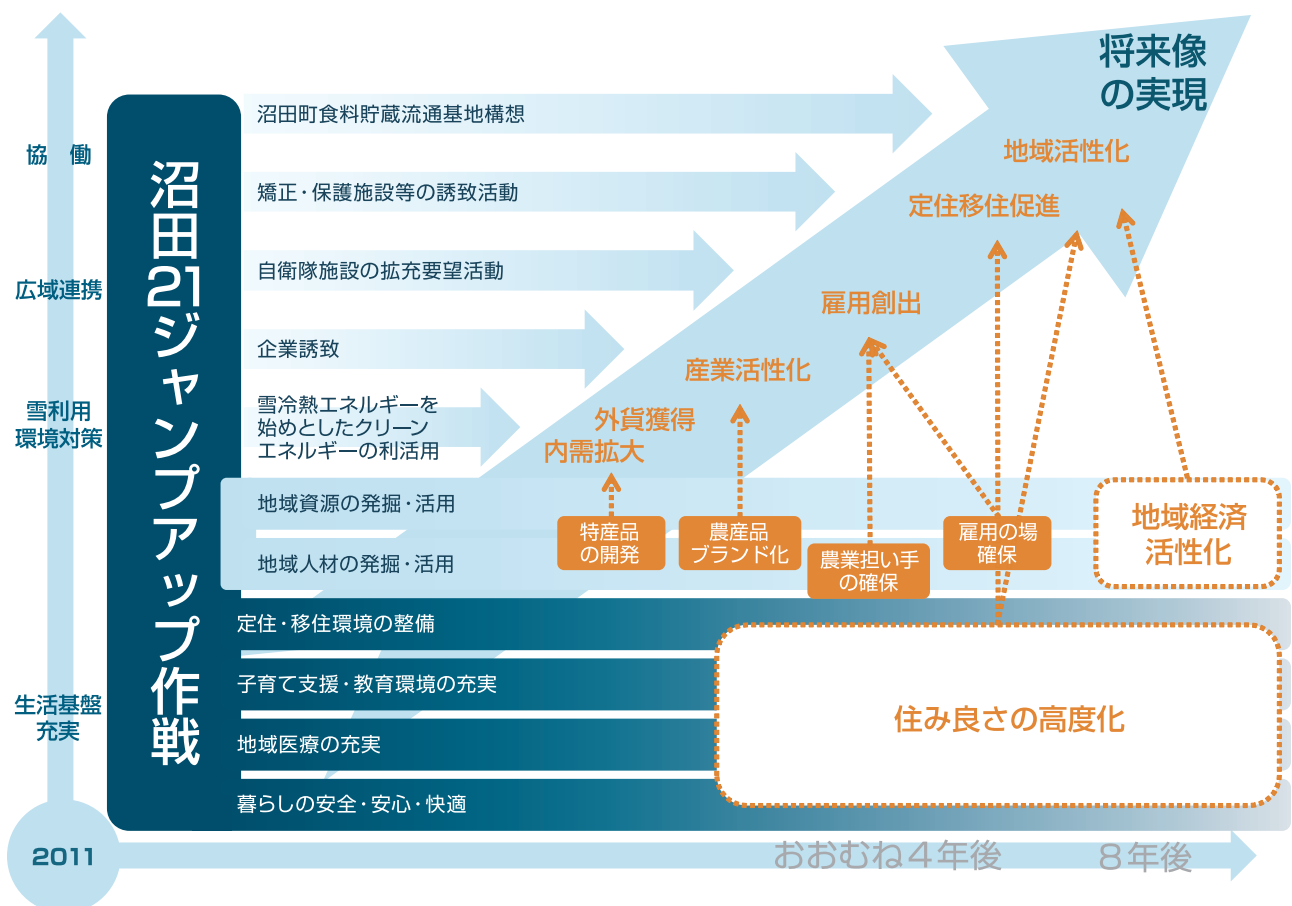 将来像
の実現
協 働
広域連携
雪利用
環境対策
生活基盤
充実
2011
沼田21ジャンプアップ作戦
沼田町食料貯蔵流通基地構想
矯正・保護施設等の誘致活動
自衛隊施設の拡充要望活動
企業誘致
雪冷熱エネルギーを
始めとしたクリーン
エネルギーの利活用
地域資源の発掘・活用
地域人材の発掘・活用
定住・移住環境の整備
子育て支援・教育環境の充実
地域医療の充実
暮らしの安全・安心・快適
地域活性化
定住移住促進
雇用創出
産業活性化
外貨獲得
内需拡大
特産品
の開発
農産品
ブランド化
農業担い手
の確保
雇用の場
確保
地域経済
活性化
住み良さの高度化
おおむね4年後
8年後